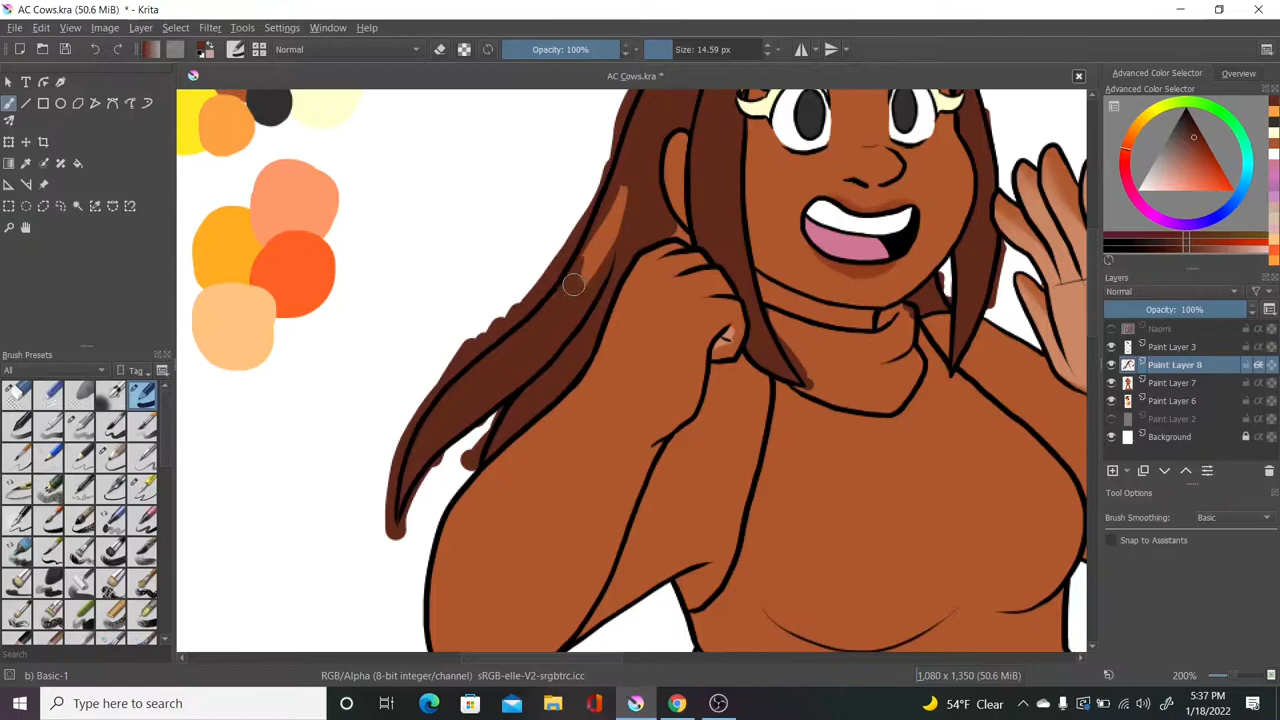 AC Cows.kra (50.6 MiB) * - Krita
File Edit View Image Layer Select Filter Tools Settings Window Help
Normal Opacity: 100% Size: 14.59 px
AC Cows.kra *
Advanced Color Selector Overview
Advanced Color Selector
Layers
Normal
Opacity: 100%
Naomi
Paint Layer 3
Paint Layer 8
Paint Layer 7
Paint Layer 6
Paint Layer 2
Background
Tool Options
Brush Smoothing: Basic
Snap to Assistants
Brush Presets
All Tag
Search
b) Basic-1 RGB/Alpha (8-bit integer/channel) sRGB-elle-V2-srgbtrc.icc 1,080 x 1,350 (50.6 MiB) 200%
Type here to search 54°F Clear 5:37 PM
1/18/2022